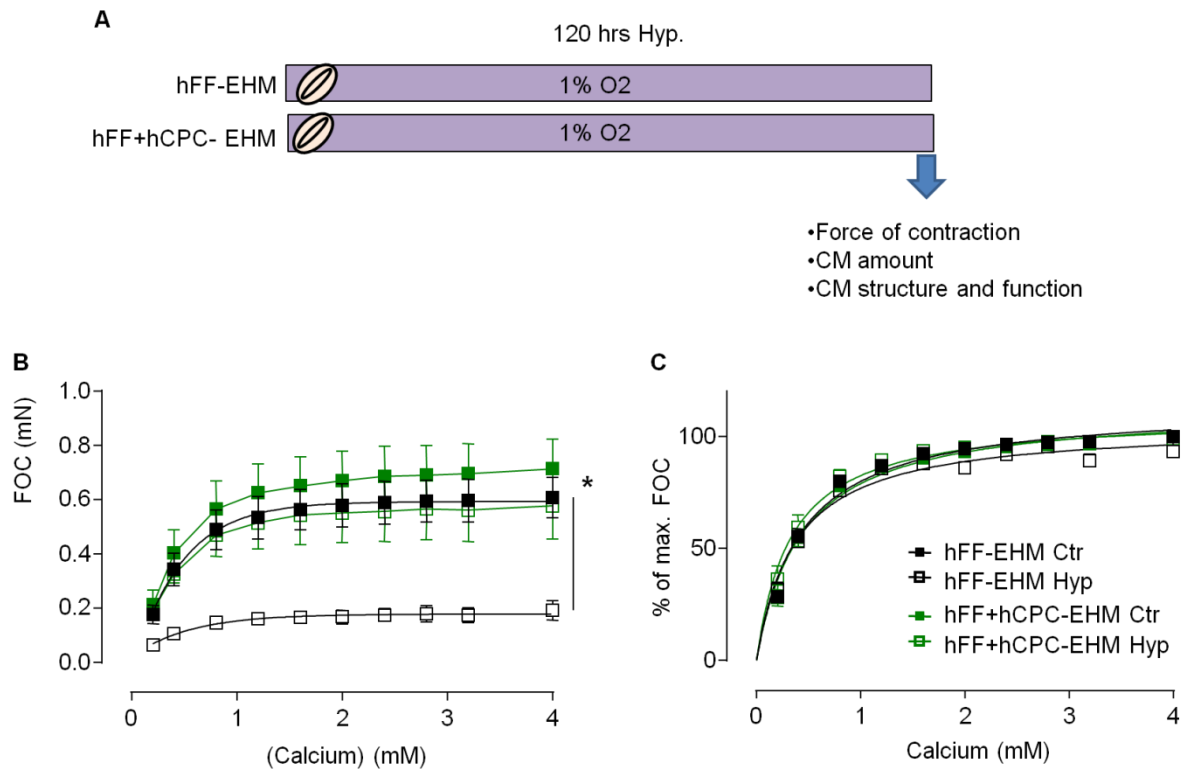 A
120 hrs Hyp.
hFF-EHM
1% O2
hFF+hCPC- EHM
1% O2
•Force of contraction
•CM amount
•CM structure and function
B
FOC (mN)
1.0
0.8
0.6
0.4
0.2
0.0
*
0 1 2 3 4
(Calcium) (mM)
C
% of max. FOC
100
50
0
hFF-EHM Ctr
hFF-EHM Hyp
hFF+hCPC-EHM Ctr
hFF+hCPC-EHM Hyp
0 1 2 3 4
Calcium (mM)